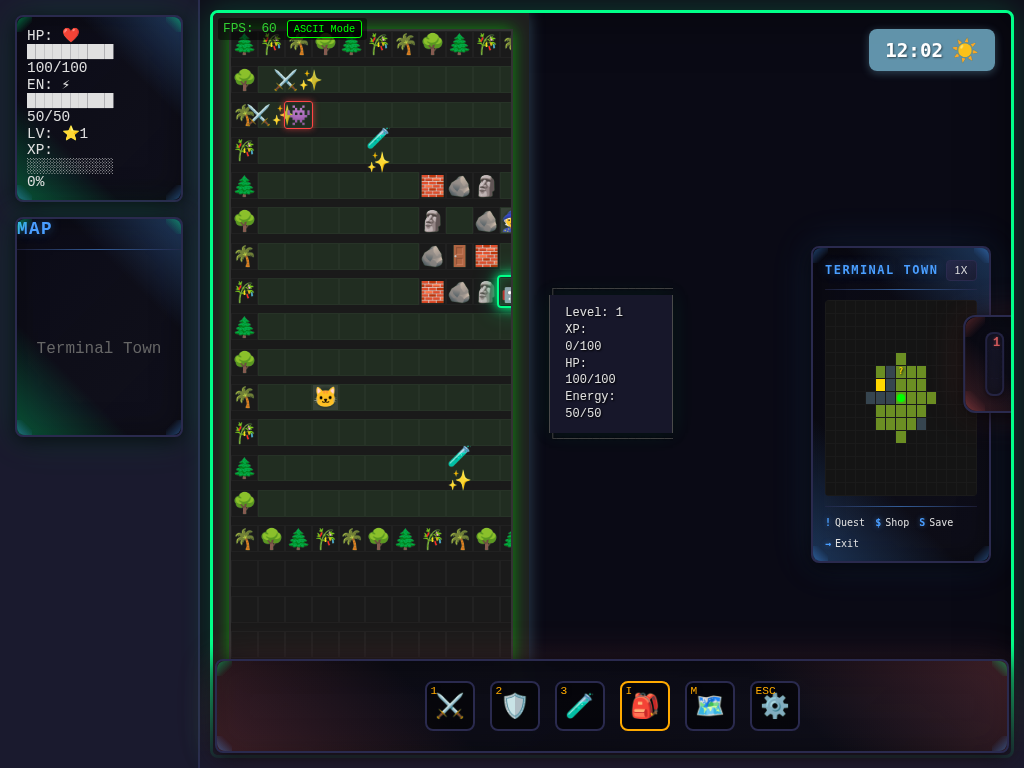 HP: ❤️
██████████
100/100
EN: ⚡
██████████
50/50
LV: ⭐1
XP:
░░░░░░░░░░
0%
MAP
Terminal Town
FPS: 60 ASCII Mode
12:02 ☀️
Level: 1
XP:
0/100
HP:
100/100
Energy:
50/50
TERMINAL TOWN 1X
?
! Quest $ Shop S Save
→ Exit
1
1 2 3 I M ESC